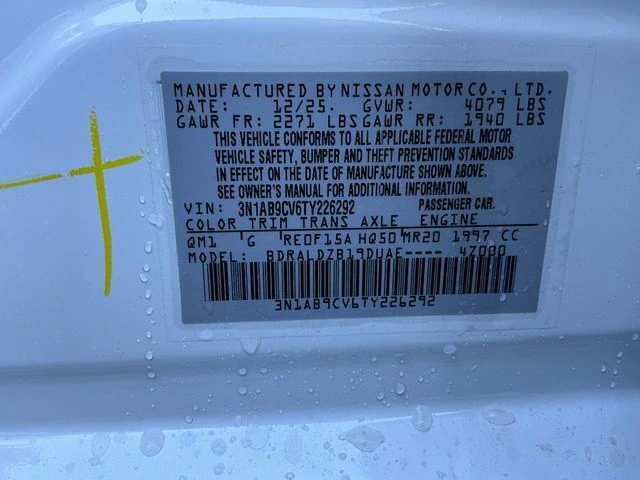 MANUFACTURED BY NISSAN MOTOR CO., LTD.
DATE: 12/25. GVWR: 4079 LBS
GAWR FR: 2271 LBS GAWR RR: 1940 LBS
THIS VEHICLE CONFORMS TO ALL APPLICABLE FEDERAL MOTOR
VEHICLE SAFETY, BUMPER AND THEFT PREVENTION STANDARDS
IN EFFECT ON THE DATE OF MANUFACTURE SHOWN ABOVE.
SEE OWNER'S MANUAL FOR ADDITIONAL INFORMATION.
VIN: 3N1AB9CV6TY226292 PASSENGER CAR.
COLOR TRIM TRANS AXLE ENGINE
QM1 G RE0F15A HQ50 MR20 1997 CC
MODEL: BDRALDZB19DUAE---- 47080
3N1AB9CV6TY226292